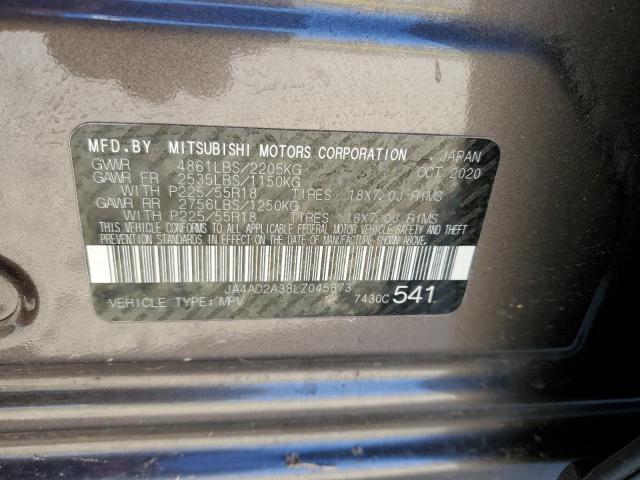 MFD.BY MITSUBISHI MOTORS CORPORATION . JAPAN
GVWR 4861LBS/2205KG OCT 2020
GAWR FR 2535LBS/1150KG
WITH P225/55R18 TIRES 18X7.0J RIMS
GAWR RR 2756LBS/1250KG
WITH P225/55R18 TIRES 18X7.0J RIMS
THIS VEHICLE CONFORMS TO ALL APPLICABLE U.S. FEDERAL MOTOR VEHICLE SAFETY AND THEFT
PREVENTION STANDARDS IN EFFECT ON THE DATE OF MANUFACTURE SHOWN ABOVE.
JA4AD2A38LZ045873
VEHICLE TYPE: MPV 7430C 541